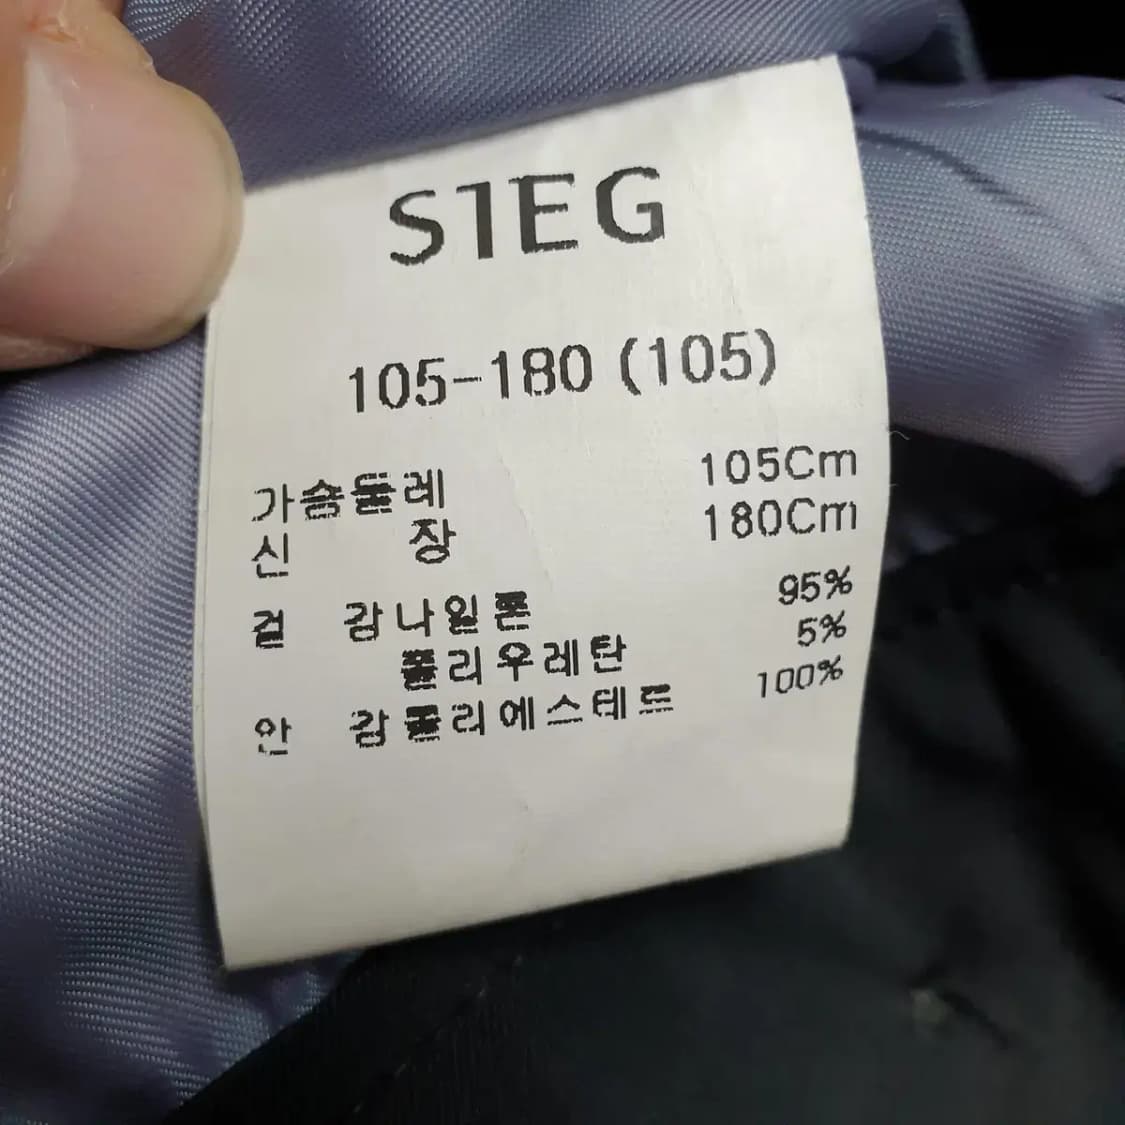 SIEG
105-180 (105)
가슴둘레 105Cm
신 장 180Cm
겉 감 나일론 95%
폴리우레탄 5%
안 감 폴리에스테르 100%